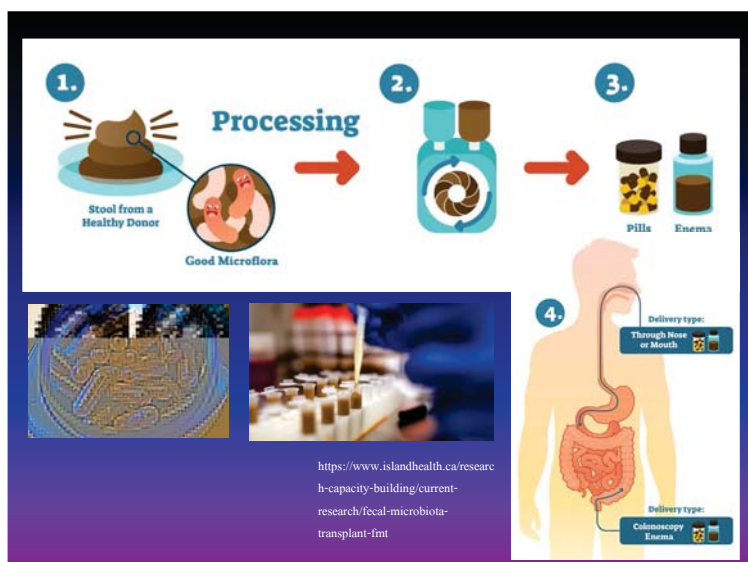 1.
Processing
2.
3.
Stool from a
Healthy Donor
Good Microflora
Pills
Enema
4.
Delivery type:
Through Nose
or Mouth
https://www.islandhealth.ca/researc
h-capacity-building/current-
research/fecal-microbiota-
transplant-fmt
Delivery type:
Colonoscopy
Enema